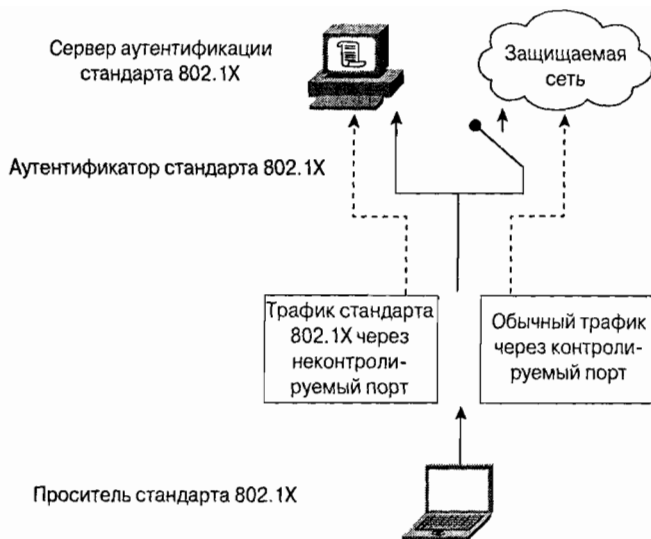 Сервер аутентификации
стандарта 802.1X
Защищаемая
сеть
Аутентификатор стандарта 802.1X
Трафик стандарта
802.1X через
неконтроли-
руемый порт
Обычный трафик
через контроли-
руемый порт
Проситель стандарта 802.1X